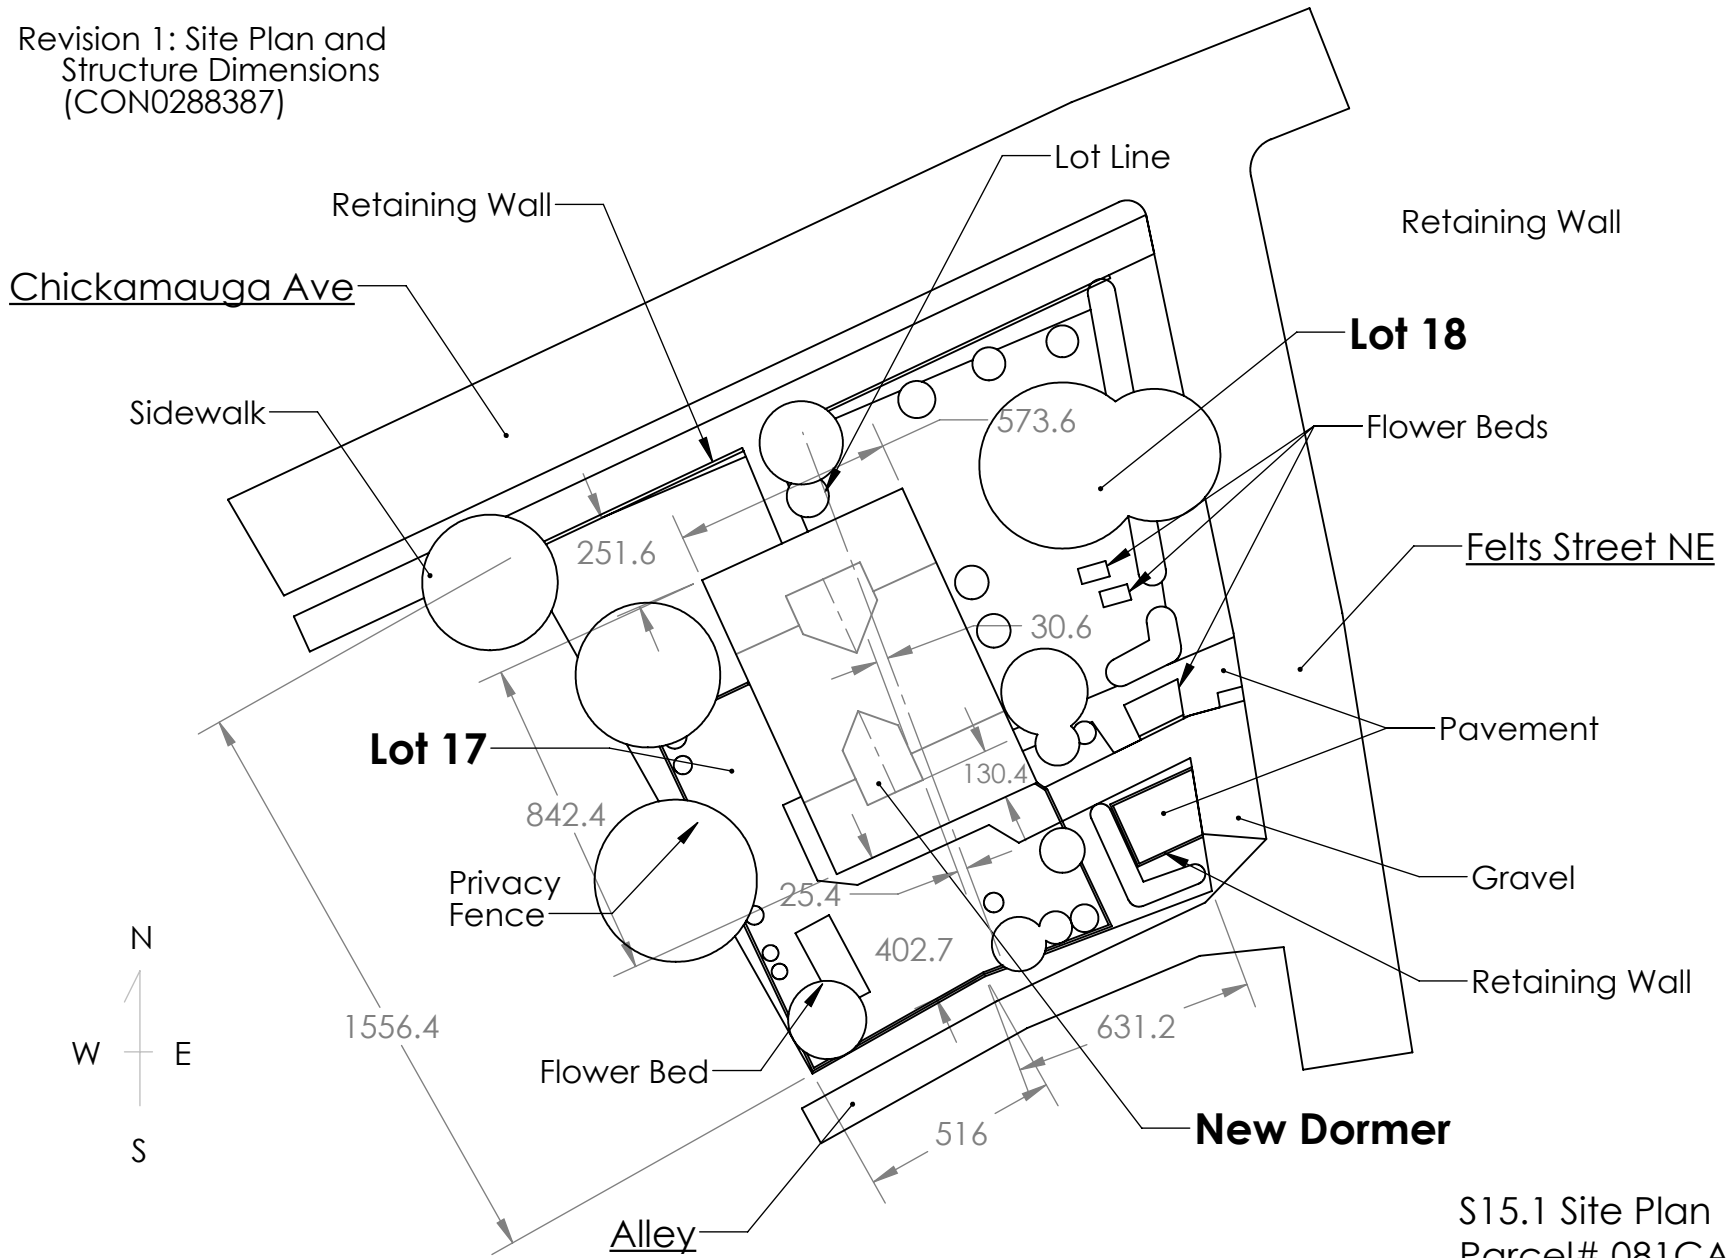 Revision 1: Site Plan and
Structure Dimensions
(CON0288387)
Lot Line
Retaining Wall
Retaining Wall
Chickamauga Ave
Lot 18
Sidewalk
573.6
Flower Beds
251.6
Felts Street NE
30.6
Lot 17
Pavement
130.4
842.4
Privacy
Fence
25.4
Gravel
402.7
Retaining Wall
N
W E
S
1556.4
631.2
Flower Bed
516
New Dormer
Alley
S15.1 Site Plan
Parcel# 081CA